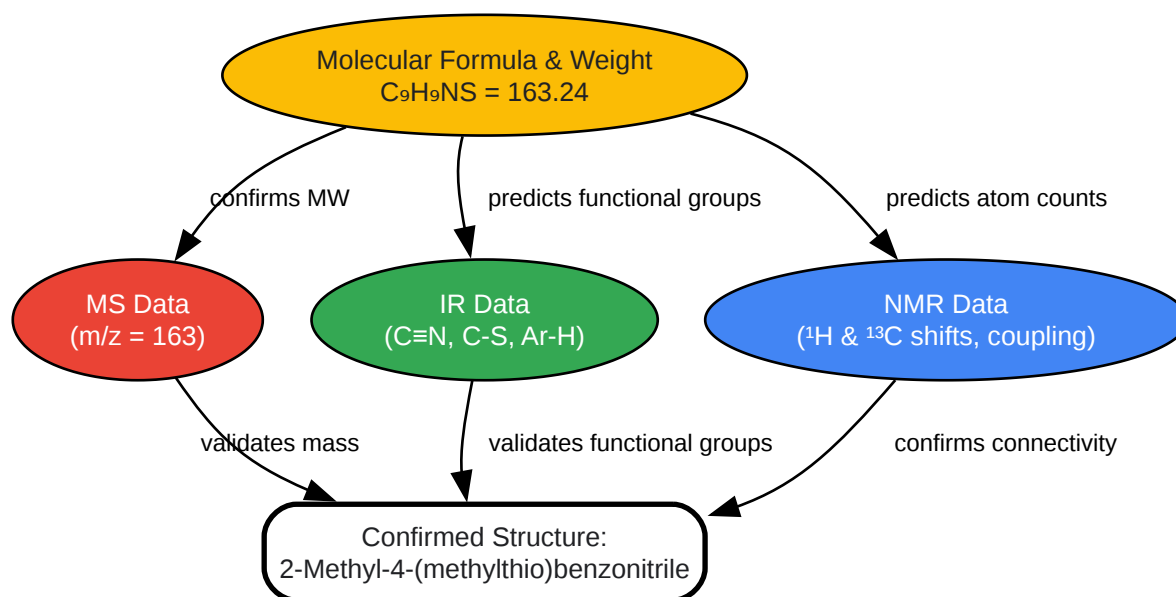 Molecular Formula & Weight
C₉H₉NS = 163.24
confirms MW
predicts functional groups
predicts atom counts
MS Data
(m/z = 163)
IR Data
(C≡N, C-S, Ar-H)
NMR Data
(¹H & ¹³C shifts, coupling)
validates mass
validates functional groups
confirms connectivity
Confirmed Structure:
2-Methyl-4-(methylthio)benzonitrile